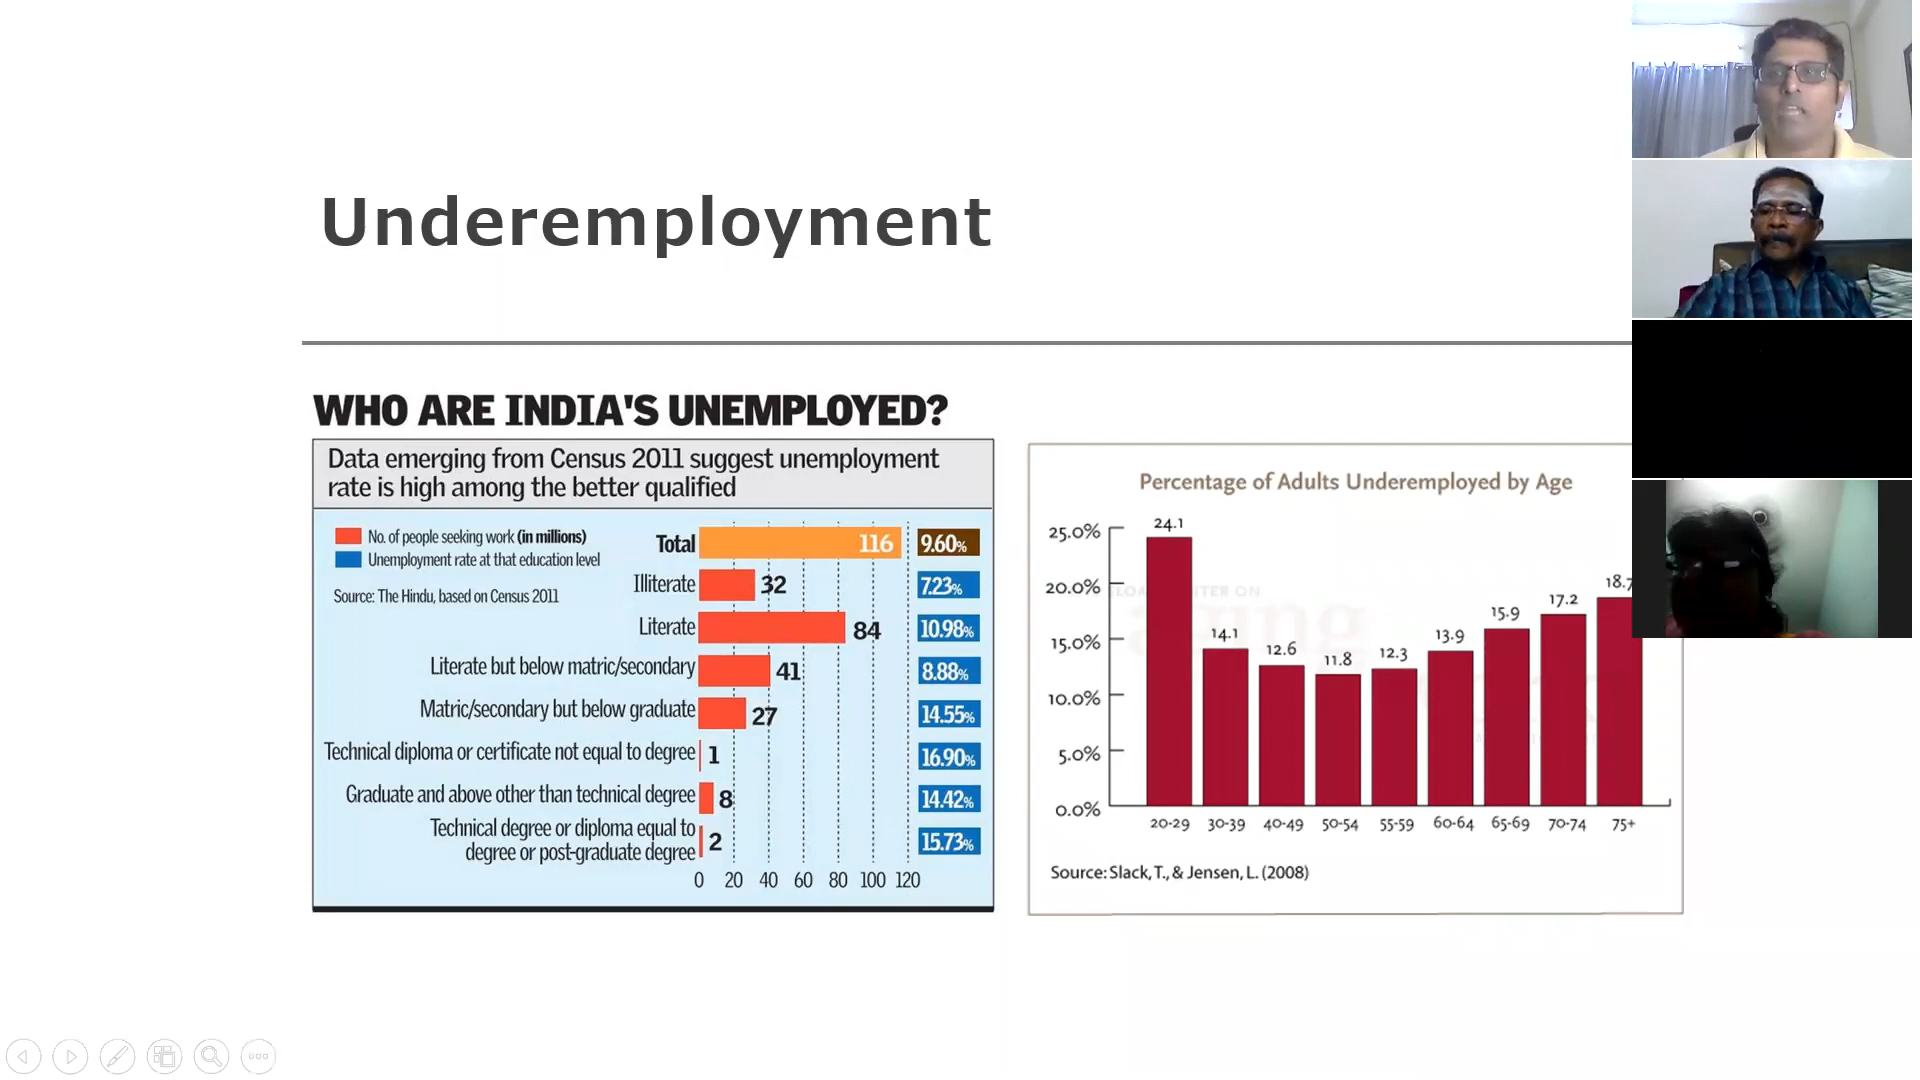 Underemployment
WHO ARE INDIA'S UNEMPLOYED?
Data emerging from Census 2011 suggest unemployment
rate is high among the better qualified
No. of people seeking work (in millions)
Unemployment rate at that education level
Source: The Hindu, based on Census 2011
Total 116 9.60%
Illiterate 32 7.23%
Literate 84 10.98%
Literate but below matric/secondary 41 8.88%
Matric/secondary but below graduate 27 14.55%
Technical diploma or certificate not equal to degree 1 16.90%
Graduate and above other than technical degree 8 14.42%
Technical degree or diploma equal to
degree or post-graduate degree 2 15.73%
0 20 40 60 80 100 120
Percentage of Adults Underemployed by Age
25.0%
20.0%
15.0%
10.0%
5.0%
0.0%
24.1
14.1
12.6
11.8
12.3
13.9
15.9
17.2
18.7
20-29 30-39 40-49 50-54 55-59 60-64 65-69 70-74 75+
Source: Slack, T., & Jensen, L. (2008)
aging